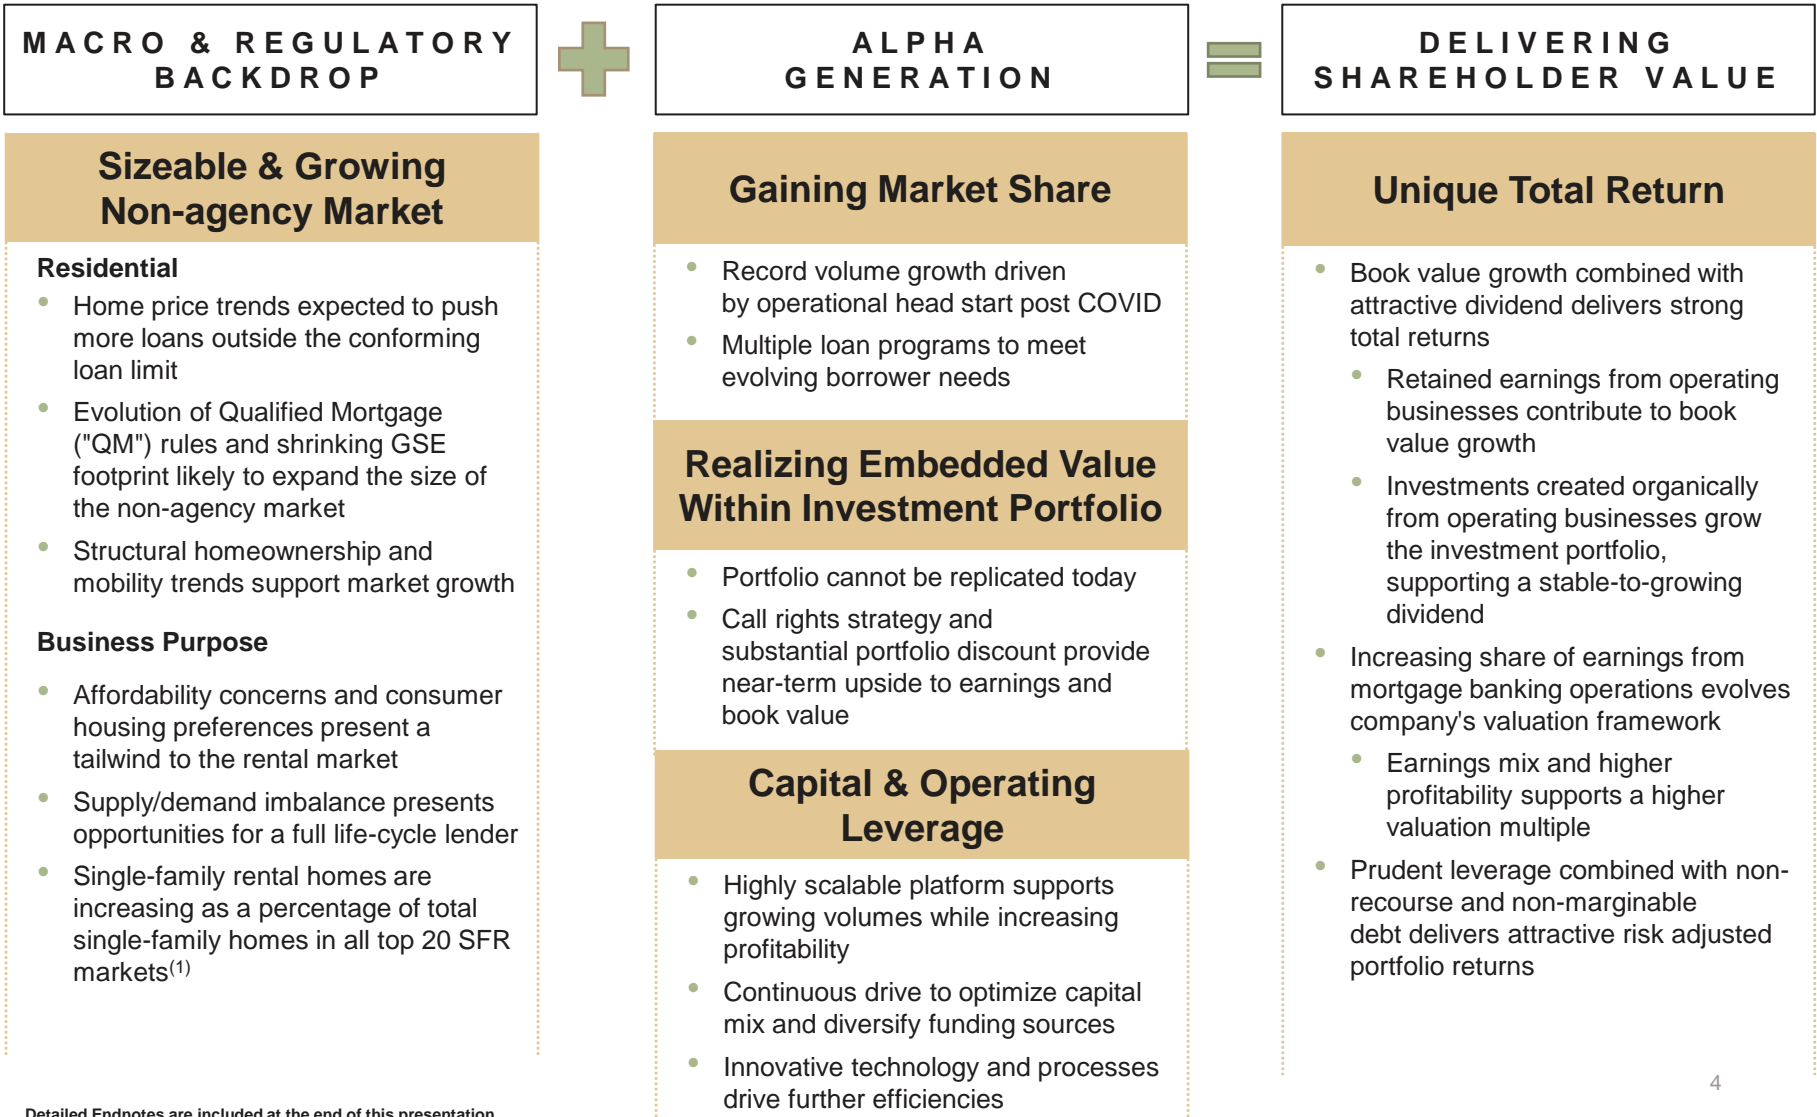 MACRO & REGULATORY
BACKDROP
Sizeable & Growing
Non-agency Market
Residential
• Home price trends expected to push
more loans outside the conforming
loan limit
• Evolution of Qualified Mortgage
("QM") rules and shrinking GSE
footprint likely to expand the size of
the non-agency market
• Structural homeownership and
mobility trends support market growth
Business Purpose
• Affordability concerns and consumer
housing preferences present a
tailwind to the rental market
• Supply/demand imbalance presents
opportunities for a full life-cycle lender
• Single-family rental homes are
increasing as a percentage of total
single-family homes in all top 20 SFR
markets(1)
ALPHA
GENERATION
Gaining Market Share
• Record volume growth driven
by operational head start post COVID
• Multiple loan programs to meet
evolving borrower needs
Realizing Embedded Value
Within Investment Portfolio
• Portfolio cannot be replicated today
• Call rights strategy and
substantial portfolio discount provide
near-term upside to earnings and
book value
Capital & Operating
Leverage
• Highly scalable platform supports
growing volumes while increasing
profitability
• Continuous drive to optimize capital
mix and diversify funding sources
• Innovative technology and processes
drive further efficiencies
DELIVERING
SHAREHOLDER VALUE
Unique Total Return
• Book value growth combined with
attractive dividend delivers strong
total returns
• Retained earnings from operating
businesses contribute to book
value growth
• Investments created organically
from operating businesses grow
the investment portfolio,
supporting a stable-to-growing
dividend
• Increasing share of earnings from
mortgage banking operations evolves
company's valuation framework
• Earnings mix and higher
profitability supports a higher
valuation multiple
• Prudent leverage combined with non-
recourse and non-marginable
debt delivers attractive risk adjusted
portfolio returns
4
Detailed Endnotes are included at the end of this presentation